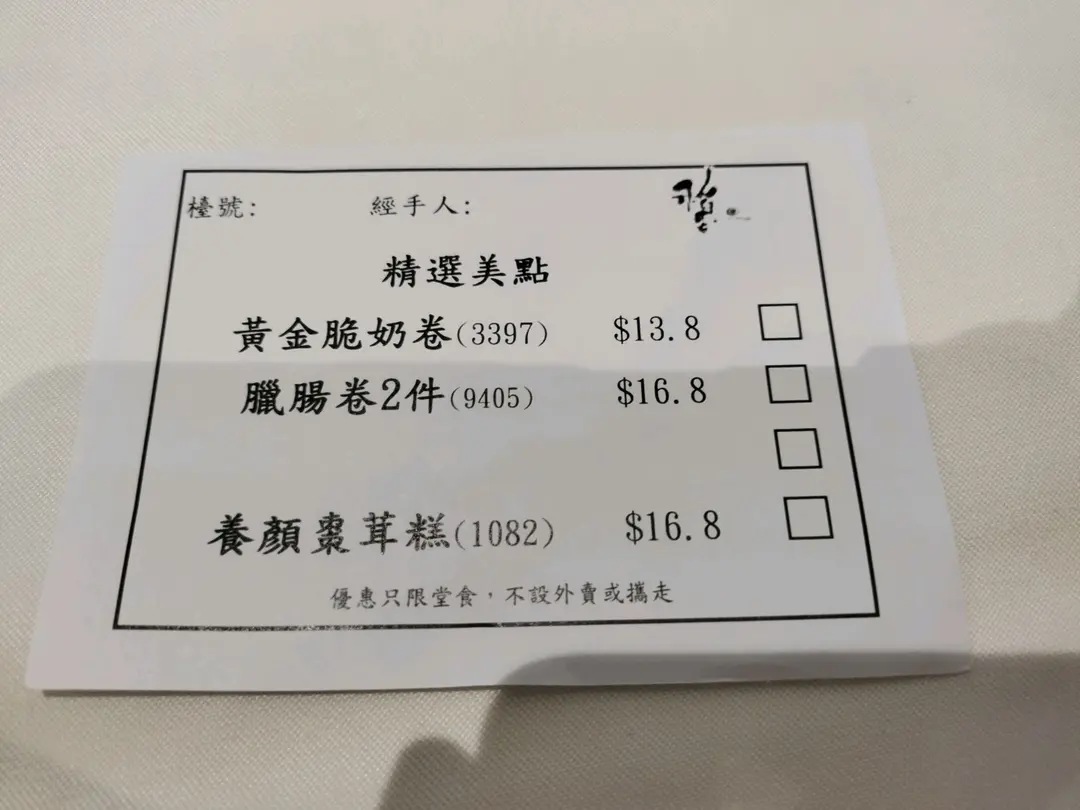 檯號: 經手人:
精選美點
黃金脆奶卷(3397) $13.8
臘腸卷2件(9405) $16.8
養顏棗茸糕(1082) $16.8
優惠只限堂食，不設外賣或攜走